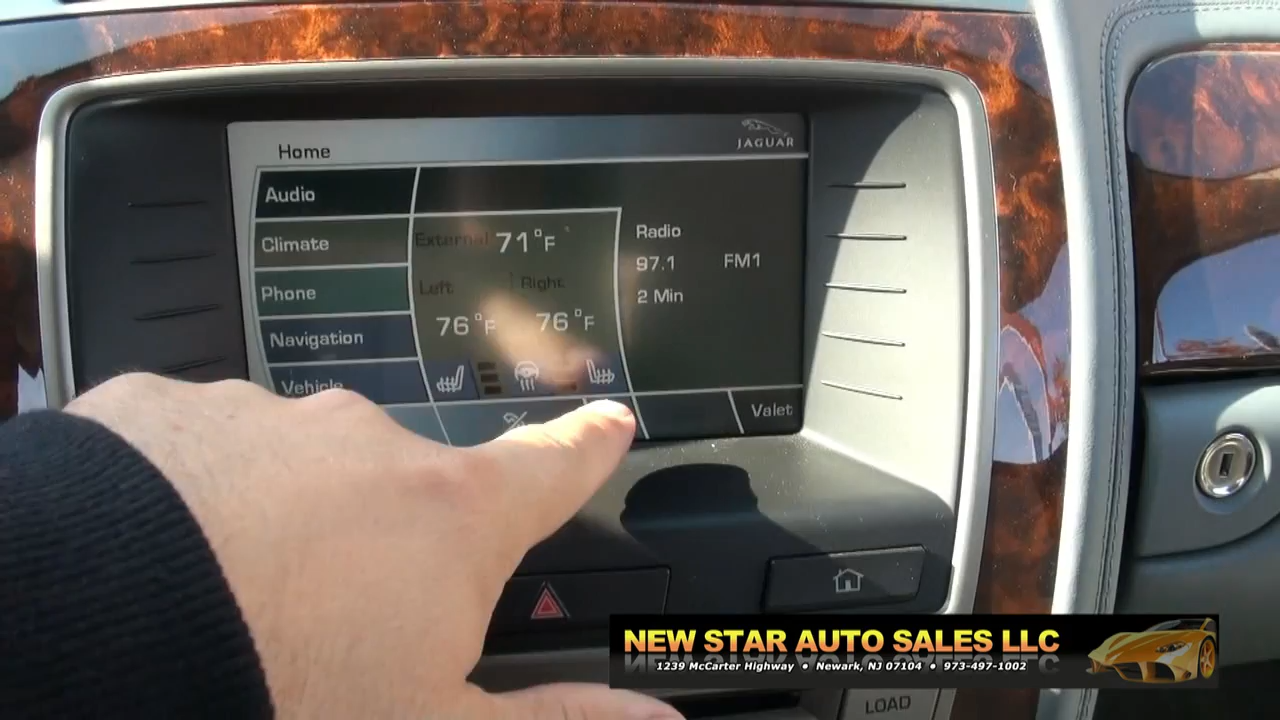 Home
JAGUAR
Audio
Climate
Phone
Navigation
Vehicle
External 71°F
Left Right
76°F 76°F
Radio
97.1 FM1
2 Min
Valet
LOAD
NEW STAR AUTO SALES LLC
1239 McCarter Highway • Newark, NJ 07104 • 973-497-1002